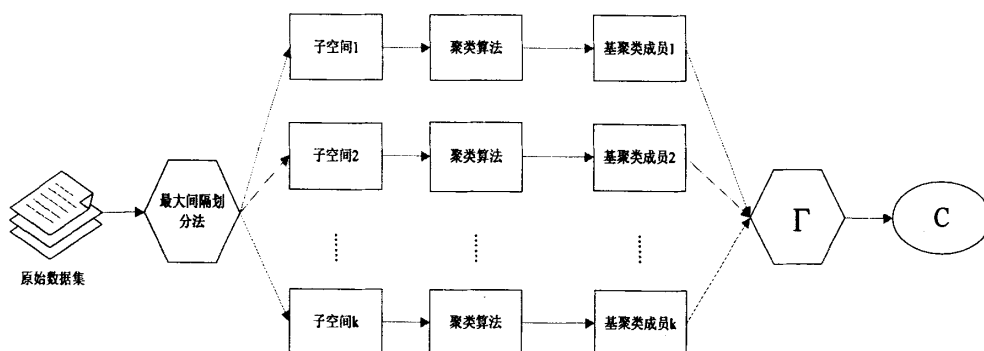 子空间1
聚类算法
基聚类成员1
子空间2
聚类算法
基聚类成员2
最大间隔划
分法
Γ
C
原始数据集
子空间k
聚类算法
基聚类成员k